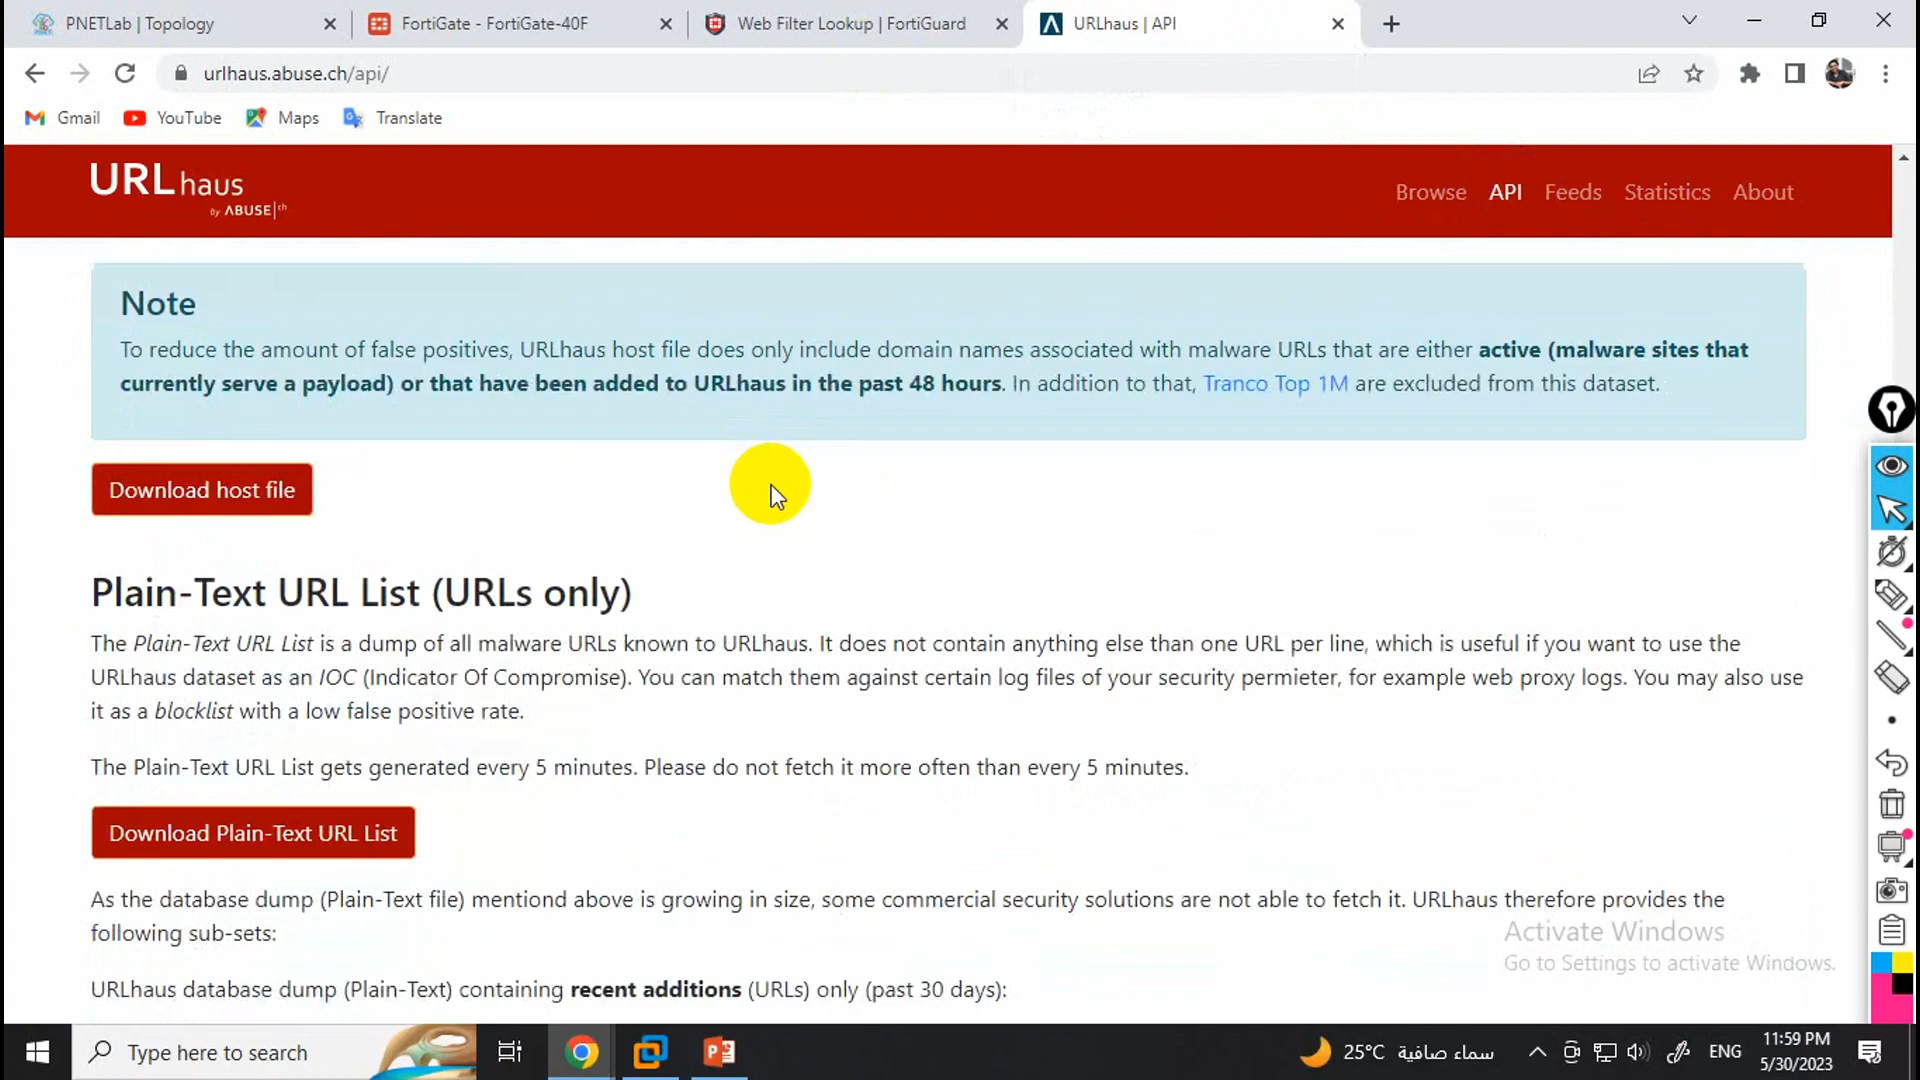 PNETLab | Topology
FortiGate - FortiGate-40F
Web Filter Lookup | FortiGuard
URLhaus | API
urlhaus.abuse.ch/api/
Gmail
YouTube
Maps
Translate
URLhaus
by ABUSE|ch
Browse
API
Feeds
Statistics
About
Note
To reduce the amount of false positives, URLhaus host file does only include domain names associated with malware URLs that are either active (malware sites that
currently serve a payload) or that have been added to URLhaus in the past 48 hours. In addition to that, Tranco Top 1M are excluded from this dataset.
Download host file
Plain-Text URL List (URLs only)
The Plain-Text URL List is a dump of all malware URLs known to URLhaus. It does not contain anything else than one URL per line, which is useful if you want to use the
URLhaus dataset as an IOC (Indicator Of Compromise). You can match them against certain log files of your security permieter, for example web proxy logs. You may also use
it as a blocklist with a low false positive rate.
The Plain-Text URL List gets generated every 5 minutes. Please do not fetch it more often than every 5 minutes.
Download Plain-Text URL List
As the database dump (Plain-Text file) mentiond above is growing in size, some commercial security solutions are not able to fetch it. URLhaus therefore provides the
following sub-sets:
URLhaus database dump (Plain-Text) containing recent additions (URLs) only (past 30 days):
Activate Windows
Go to Settings to activate Windows.
Type here to search
25°C سماء صافية
ENG
11:59 PM
5/30/2023